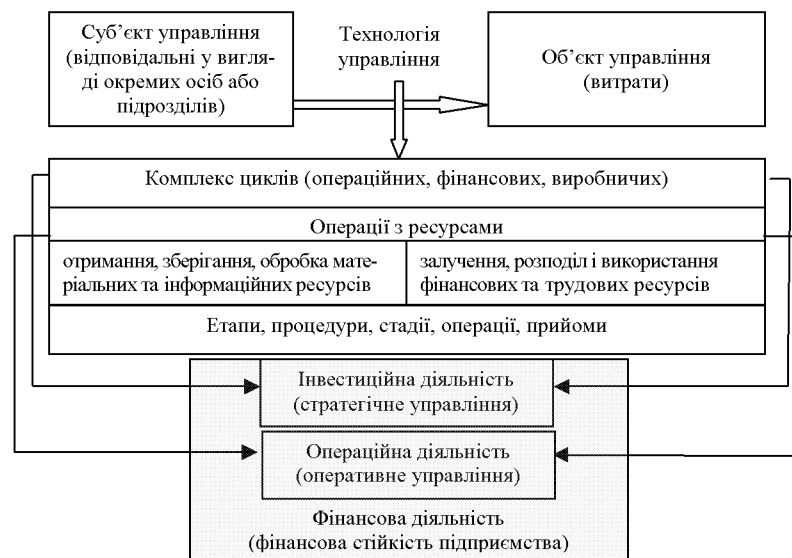 Суб’єкт управління
(відповідальні у вигля-
ді окремих осіб або
підрозділів)
Технологія
управління
Об’єкт управління
(витрати)
Комплекс циклів (операційних, фінансових, виробничих)
Операції з ресурсами
отримання, зберігання, обробка мате-
ріальних та інформаційних ресурсів
залучення, розподіл і використання
фінансових та трудових ресурсів
Етапи, процедури, стадії, операції, прийоми
Інвестиційна діяльність
(стратегічне управління)
Операційна діяльність
(оперативне управління)
Фінансова діяльність
(фінансова стійкість підприємства)